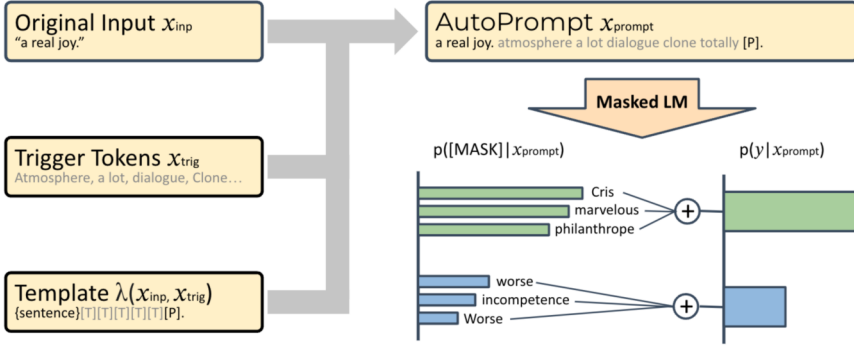 Original Input xinp
“a real joy.”
AutoPrompt xprompt
a real joy. atmosphere a lot dialogue clone totally [P].
Masked LM
Trigger Tokens xtrig
Atmosphere, a lot, dialogue, Clone...
p([MASK]|xprompt)
p(y|xprompt)
Cris
marvelous
philanthrope
+
Template λ(xinp, xtrig)
{sentence}[T][T][T][T][T][P].
worse
incompetence
Worse
+